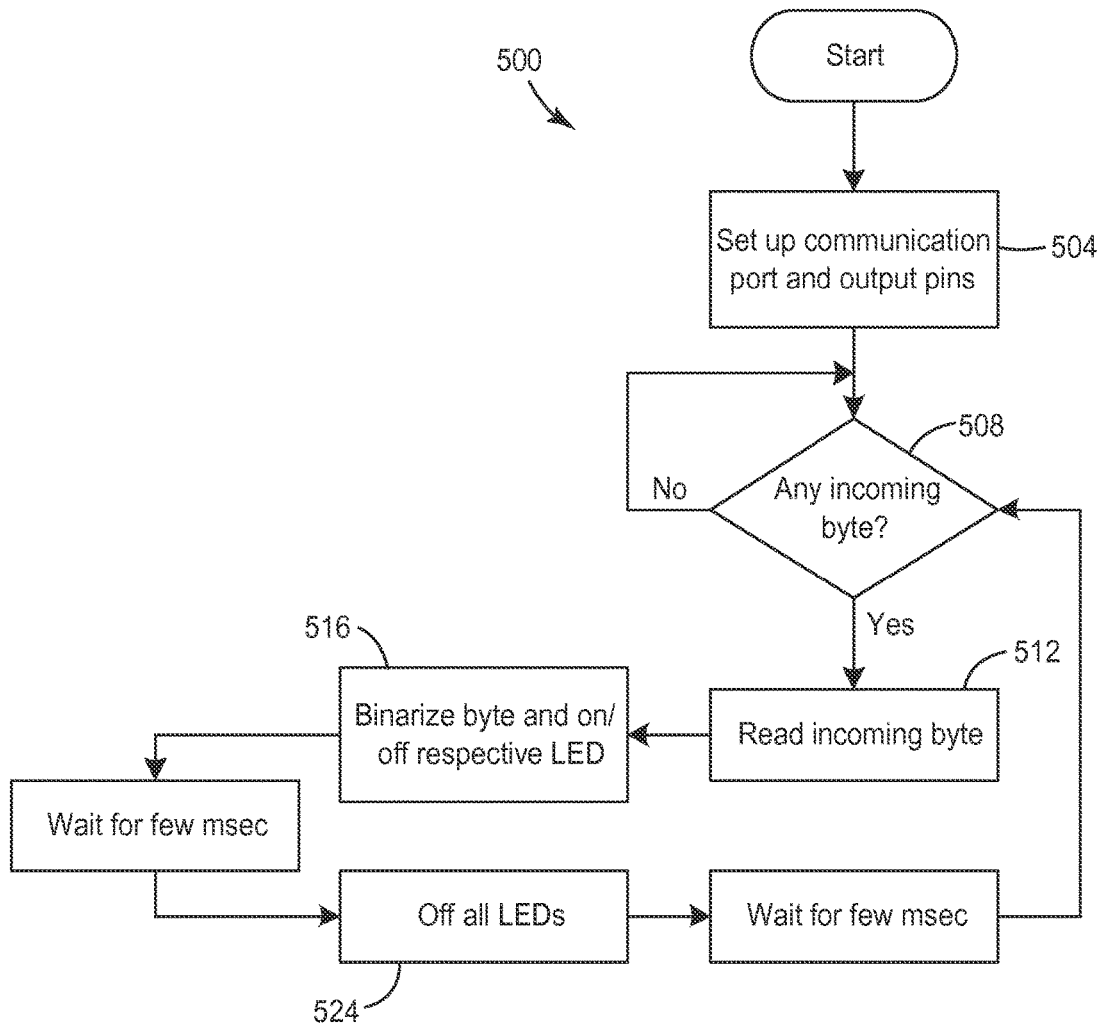 Start
500
Set up communication
port and output pins
504
508
Any incoming
byte?
No
Yes
512
Read incoming byte
516
Binarize byte and on/
off respective LED
Wait for few msec
Off all LEDs
524
Wait for few msec